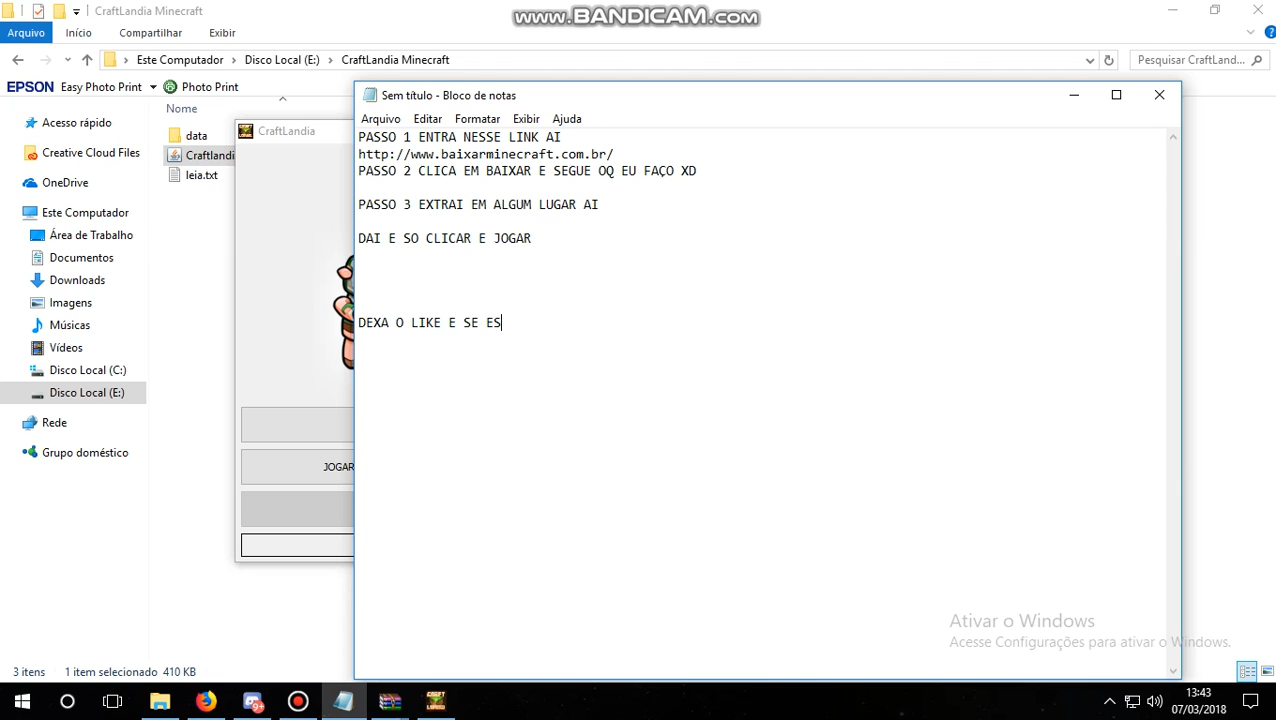 CraftLandia Minecraft
www.BANDICAM.com
Arquivo Início Compartilhar Exibir
Este Computador Disco Local (E:) CraftLandia Minecraft
Pesquisar CraftLand...
EPSON Easy Photo Print Photo Print
Nome
Acesso rápido
Creative Cloud Files
OneDrive
Este Computador
Área de Trabalho
Documentos
Downloads
Imagens
Músicas
Vídeos
Disco Local (C:)
Disco Local (E:)
Rede
Grupo doméstico
data
Craftlandi
leia.txt
CraftLandia
JOGAR
Sem título - Bloco de notas
Arquivo Editar Formatar Exibir Ajuda
PASSO 1 ENTRA NESSE LINK AI
http://www.baixarminecraft.com.br/
PASSO 2 CLICA EM BAIXAR E SEGUE OQ EU FAÇO XD
PASSO 3 EXTRAI EM ALGUM LUGAR AI
DAI E SO CLICAR E JOGAR
DEXA O LIKE E SE ES
Ativar o Windows
Acesse Configurações para ativar o Windows.
3 itens 1 item selecionado 410 KB
13:43
07/03/2018